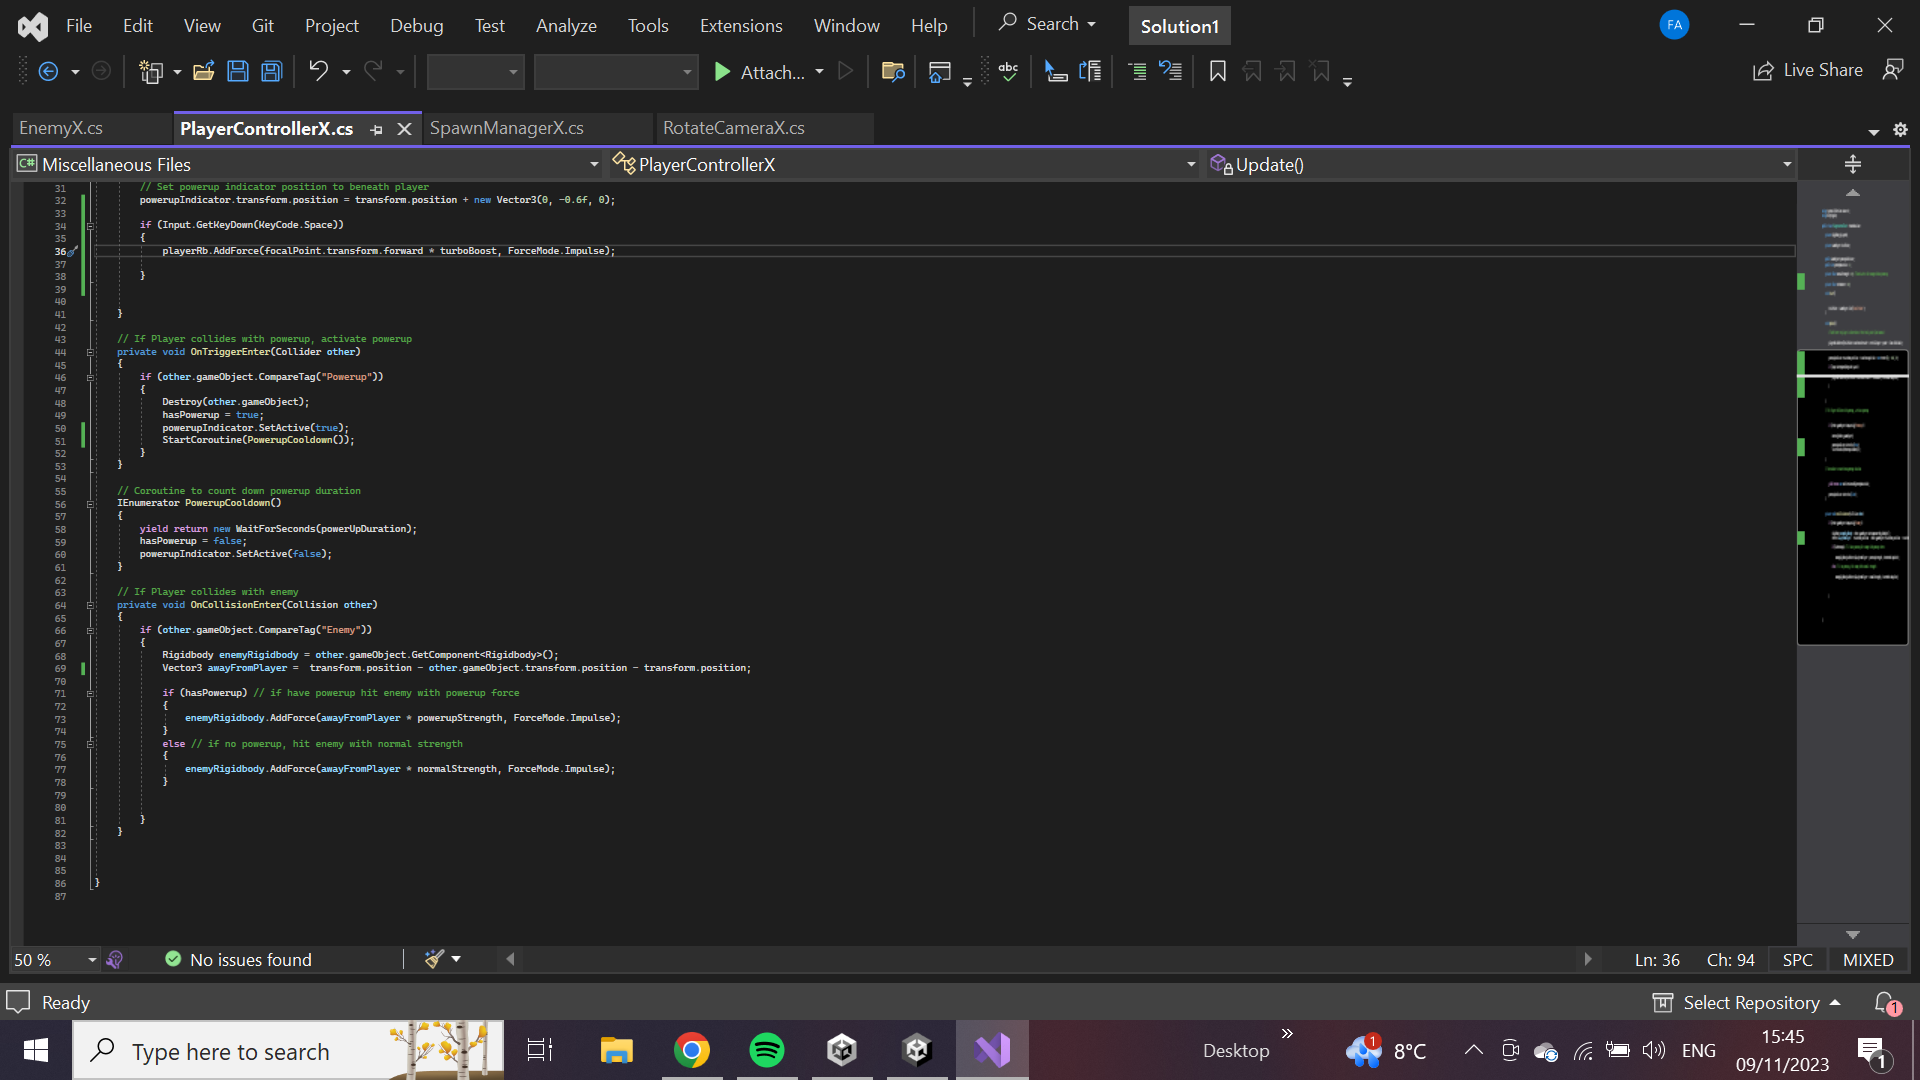 File Edit View Git Project Debug Test Analyze Tools Extensions Window Help Search Solution1 FA
Attach... abc Live Share
EnemyX.cs PlayerControllerX.cs SpawnManagerX.cs RotateCameraX.cs
C# Miscellaneous Files PlayerControllerX Update()
31 // Set powerup indicator position to beneath player
32 powerupIndicator.transform.position = transform.position + new Vector3(0, -0.6f, 0);
33
34 if (Input.GetKeyDown(KeyCode.Space))
35 {
36 playerRb.AddForce(focalPoint.transform.forward * turboBoost, ForceMode.Impulse);
37
38 }
39
40
41 }
42
43 // If Player collides with powerup, activate powerup
44 private void OnTriggerEnter(Collider other)
45 {
46 if (other.gameObject.CompareTag("Powerup"))
47 {
48 Destroy(other.gameObject);
49 hasPowerup = true;
50 powerupIndicator.SetActive(true);
51 StartCoroutine(PowerupCooldown());
52 }
53 }
54
55 // Coroutine to count down powerup duration
56 IEnumerator PowerupCooldown()
57 {
58 yield return new WaitForSeconds(powerUpDuration);
59 hasPowerup = false;
60 powerupIndicator.SetActive(false);
61 }
62
63 // If Player collides with enemy
64 private void OnCollisionEnter(Collision other)
65 {
66 if (other.gameObject.CompareTag("Enemy"))
67 {
68 Rigidbody enemyRigidbody = other.gameObject.GetComponent<Rigidbody>();
69 Vector3 awayFromPlayer =  transform.position - other.gameObject.transform.position - transform.position;
70
71 if (hasPowerup) // if have powerup hit enemy with powerup force
72 {
73 enemyRigidbody.AddForce(awayFromPlayer * powerupStrength, ForceMode.Impulse);
74 }
75 else // if no powerup, hit enemy with normal strength
76 {
77 enemyRigidbody.AddForce(awayFromPlayer * normalStrength, ForceMode.Impulse);
78 }
79
80
81 }
82 }
83
84
85
86 }
87
50 % No issues found Ln: 36 Ch: 94 SPC MIXED
Ready Select Repository 1
Type here to search Desktop 1 8°C ENG 15:45
09/11/2023 1